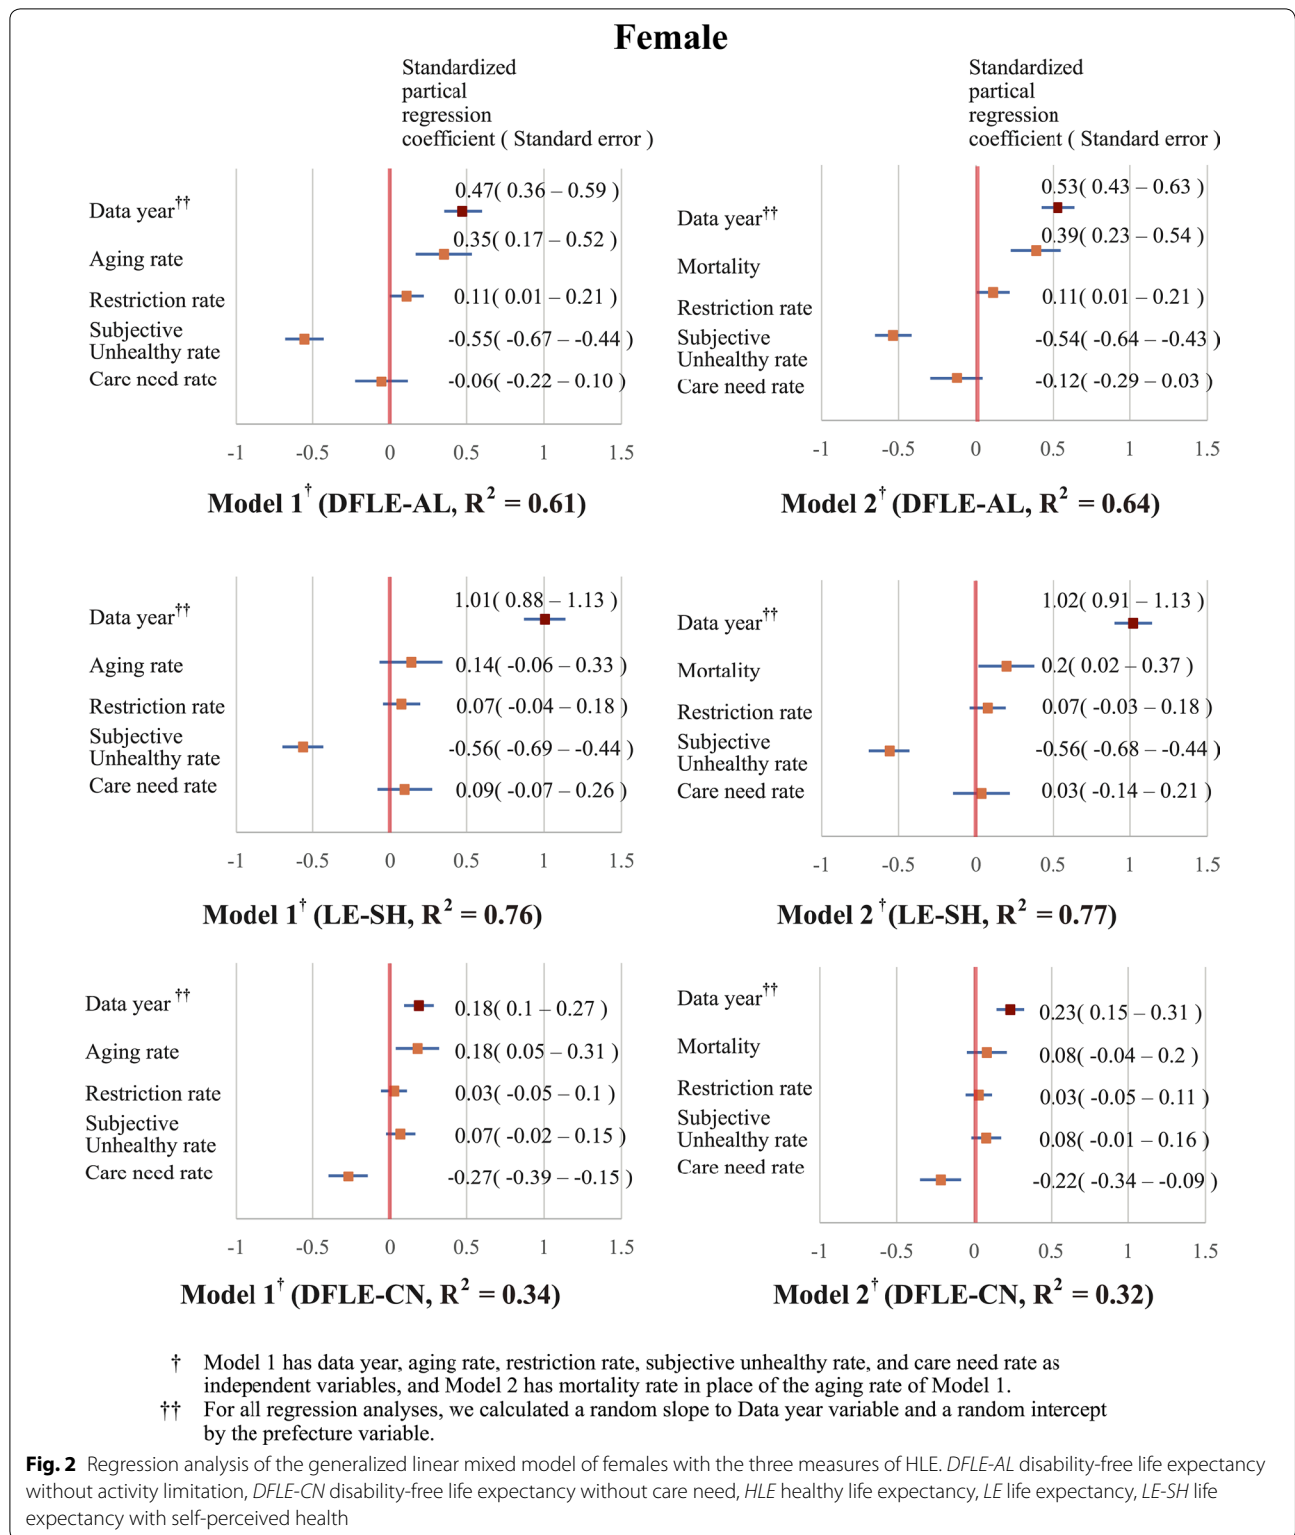 Female
Standardized
partical
regression
coefficient ( Standard error )
Data year††
0.47( 0.36 – 0.59 )
Aging rate
0.35( 0.17 – 0.52 )
Restriction rate
0.11( 0.01 – 0.21 )
Subjective
Unhealthy rate
-0.55( -0.67 – -0.44 )
Care need rate
-0.06( -0.22 – 0.10 )
-1 -0.5 0 0.5 1 1.5
Model 1† (DFLE-AL, R² = 0.61)
Standardized
partical
regression
coefficient ( Standard error )
Data year††
0.53( 0.43 – 0.63 )
Mortality
0.39( 0.23 – 0.54 )
Restriction rate
0.11( 0.01 – 0.21 )
Subjective
Unhealthy rate
-0.54( -0.64 – -0.43 )
Care need rate
-0.12( -0.29 – 0.03 )
-1 -0.5 0 0.5 1 1.5
Model 2† (DFLE-AL, R² = 0.64)
Data year††
1.01( 0.88 – 1.13 )
Aging rate
0.14( -0.06 – 0.33 )
Restriction rate
0.07( -0.04 – 0.18 )
Subjective
Unhealthy rate
-0.56( -0.69 – -0.44 )
Care need rate
0.09( -0.07 – 0.26 )
-1 -0.5 0 0.5 1 1.5
Model 1† (LE-SH, R² = 0.76)
Data year††
1.02( 0.91 – 1.13 )
Mortality
0.2( 0.02 – 0.37 )
Restriction rate
0.07( -0.03 – 0.18 )
Subjective
Unhealthy rate
-0.56( -0.68 – -0.44 )
Care need rate
0.03( -0.14 – 0.21 )
-1 -0.5 0 0.5 1 1.5
Model 2 †(LE-SH, R² = 0.77)
Data year ††
0.18( 0.1 – 0.27 )
Aging rate
0.18( 0.05 – 0.31 )
Restriction rate
0.03( -0.05 – 0.1 )
Subjective
Unhealthy rate
0.07( -0.02 – 0.15 )
Care need rate
-0.27( -0.39 – -0.15 )
-1 -0.5 0 0.5 1 1.5
Model 1† (DFLE-CN, R² = 0.34)
Data year††
0.23( 0.15 – 0.31 )
Mortality
0.08( -0.04 – 0.2 )
Restriction rate
0.03( -0.05 – 0.11 )
Subjective
Unhealthy rate
0.08( -0.01 – 0.16 )
Care need rate
-0.22( -0.34 – -0.09 )
-1 -0.5 0 0.5 1 1.5
Model 2† (DFLE-CN, R² = 0.32)
† Model 1 has data year, aging rate, restriction rate, subjective unhealthy rate, and care need rate as
independent variables, and Model 2 has mortality rate in place of the aging rate of Model 1.
†† For all regression analyses, we calculated a random slope to Data year variable and a random intercept
by the prefecture variable.
Fig. 2 Regression analysis of the generalized linear mixed model of females with the three measures of HLE. DFLE-AL disability-free life expectancy
without activity limitation, DFLE-CN disability-free life expectancy without care need, HLE healthy life expectancy, LE life expectancy, LE-SH life
expectancy with self-perceived health